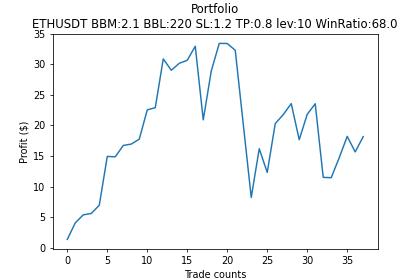 Portfolio
ETHUSDT BBM:2.1 BBL:220 SL:1.2 TP:0.8 lev:10 WinRatio:68.0
Profit ($)
35
30
25
20
15
10
5
0
0 5 10 15 20 25 30 35
Trade counts